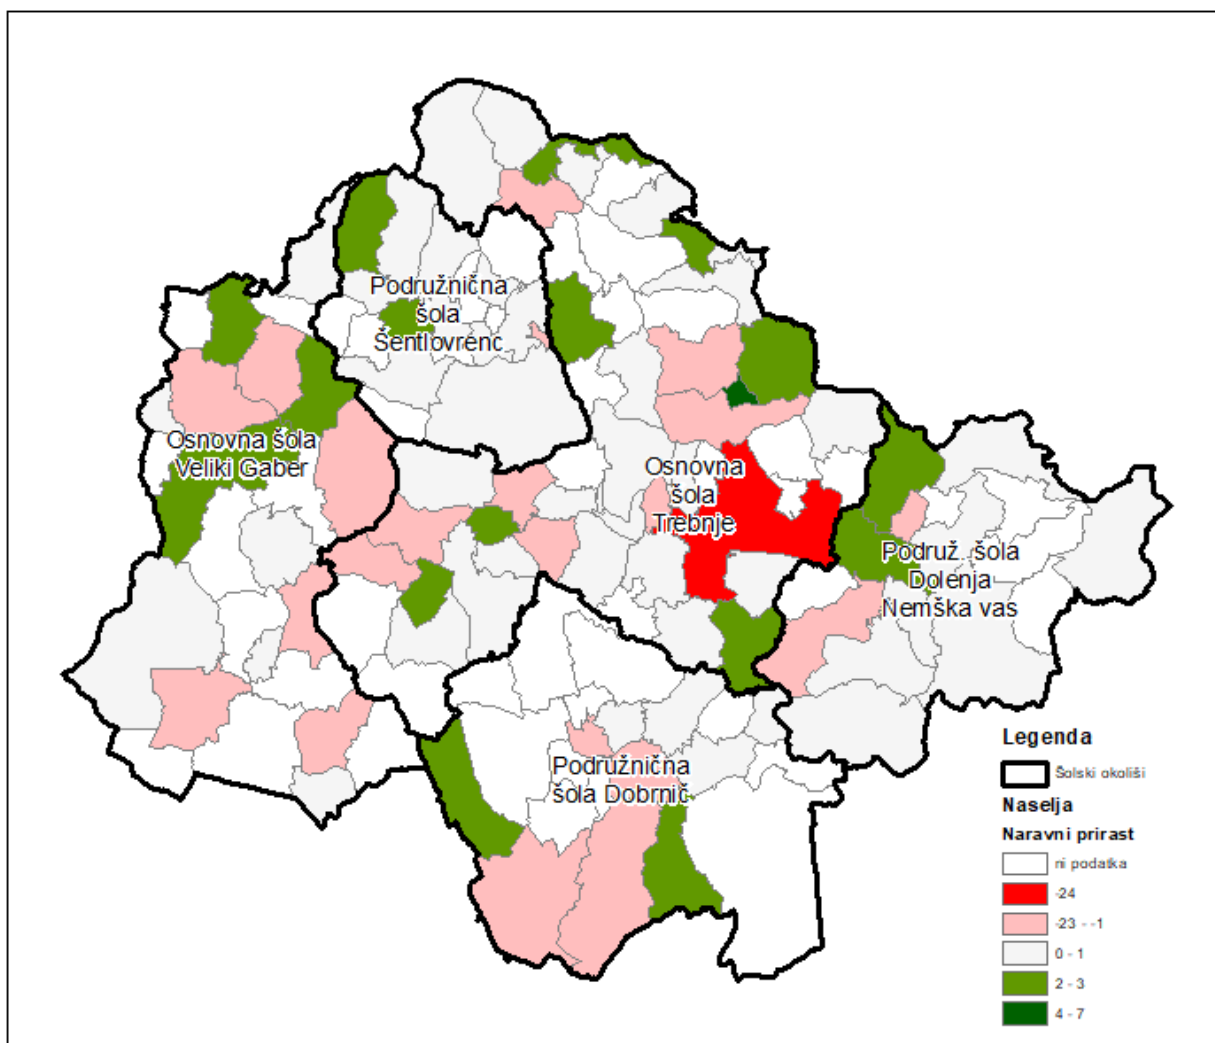 Podružnična
šola
Šentlovrenc
Osnovna šola
Veliki Gaber
Osnovna
šola
Trebnje
Podruž. šola
Dolenja
Nemška vas
Podružnična
šola Dobrnič
Legenda
Šolski okoliši
Naselja
Naravni prirast
ni podatka
-24
-23 - -1
0 - 1
2 - 3
4 - 7